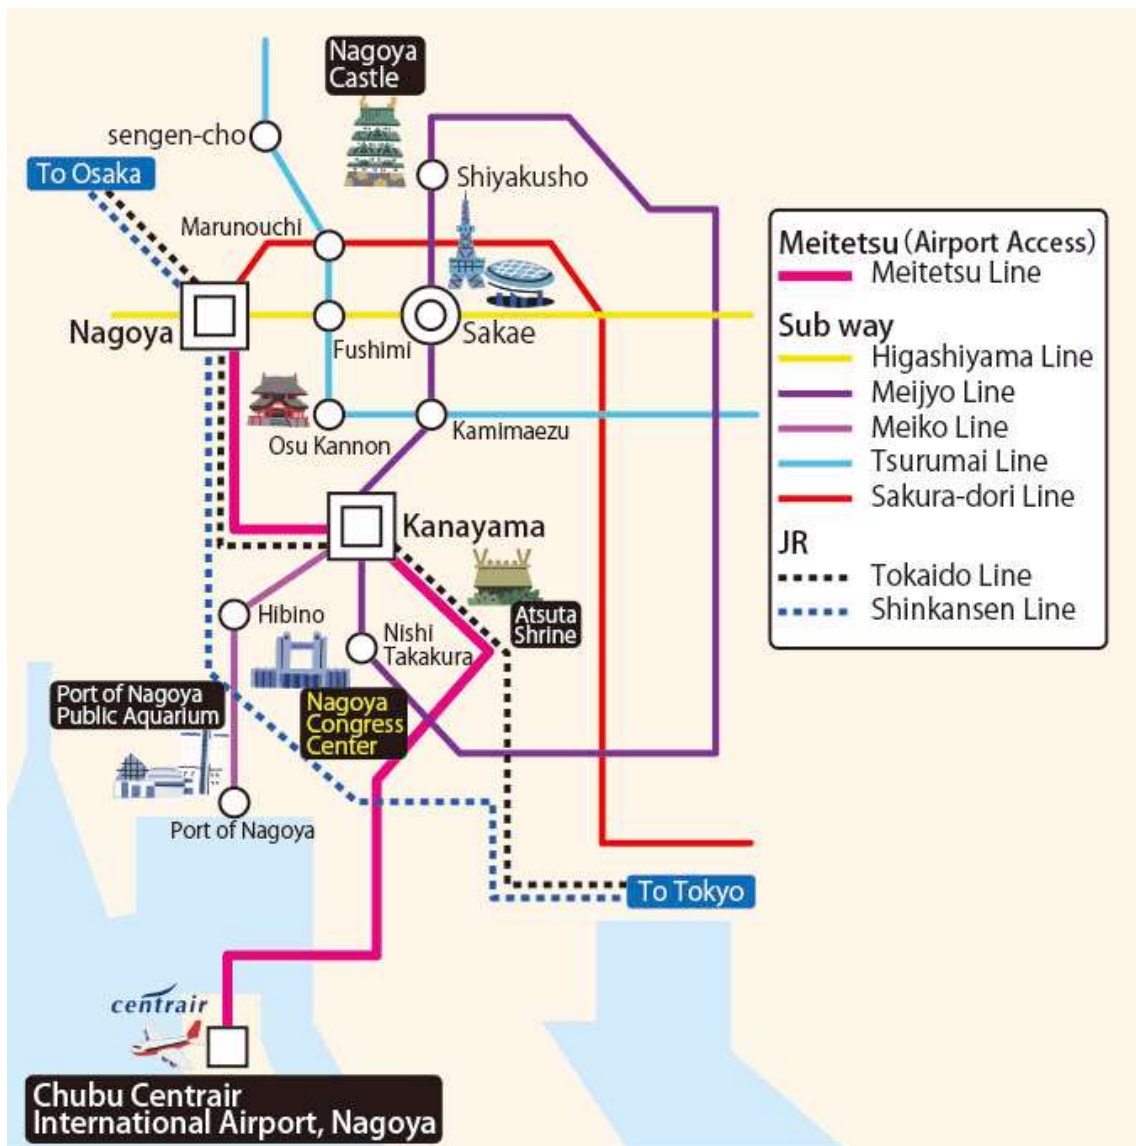 Nagoya
Castle
sengen-cho
To Osaka
Shiyakusho
Marunouchi
Nagoya
Fushimi
Sakae
Osu Kannon
Kamimaezu
Kanayama
Hibino
Nishi
Takakura
Atsuta
Shrine
Port of Nagoya
Public Aquarium
Nagoya
Congress
Center
Port of Nagoya
To Tokyo
centrair
Chubu Centrair
International Airport, Nagoya
Meitetsu (Airport Access)
Meitetsu Line
Sub way
Higashiyama Line
Meijyo Line
Meiko Line
Tsurumai Line
Sakura-dori Line
JR
Tokaido Line
Shinkansen Line